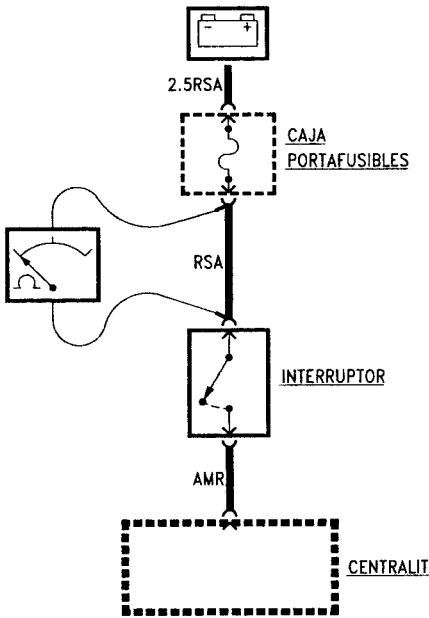 - +
2.5RSA
CAJA
PORTAFUSIBLES
RSA
Ω
INTERRUPTOR
AMR
CENTRALIT